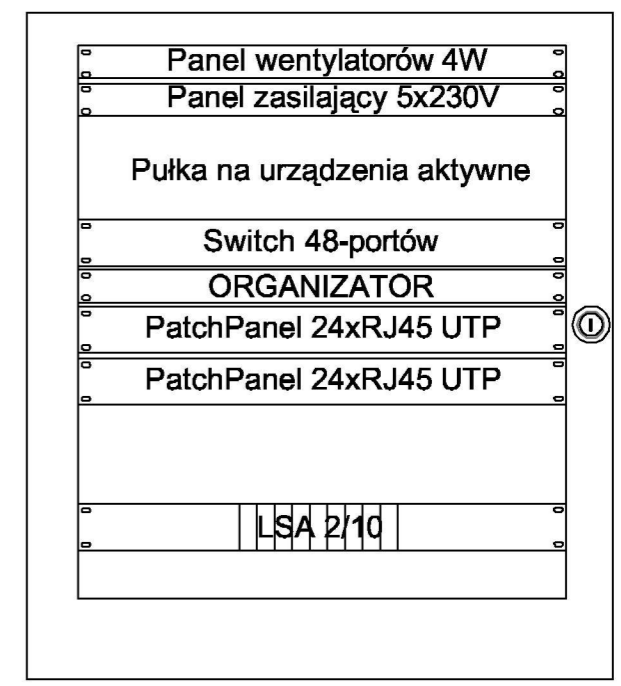 Panel wentylatorów 4W
Panel zasilający 5x230V
Pułka na urządzenia aktywne
Switch 48-portów
ORGANIZATOR
PatchPanel 24xRJ45 UTP
PatchPanel 24xRJ45 UTP
LSA 2/10